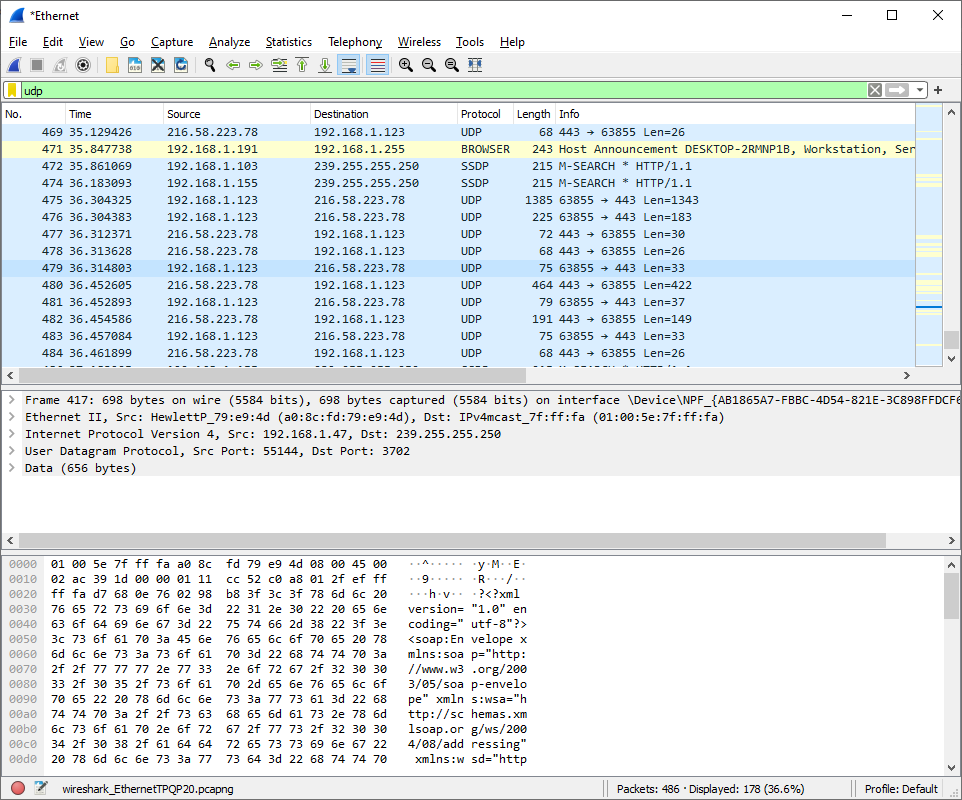 *Ethernet
File Edit View Go Capture Analyze Statistics Telephony Wireless Tools Help
udp
No. Time Source Destination Protocol Length Info
469 35.129426 216.58.223.78 192.168.1.123 UDP 68 443 → 63855 Len=26
471 35.847738 192.168.1.191 192.168.1.255 BROWSER 243 Host Announcement DESKTOP-2RMNP1B, Workstation, Ser
472 35.861069 192.168.1.103 239.255.255.250 SSDP 215 M-SEARCH * HTTP/1.1
474 36.183093 192.168.1.155 239.255.255.250 SSDP 215 M-SEARCH * HTTP/1.1
475 36.304325 192.168.1.123 216.58.223.78 UDP 1385 63855 → 443 Len=1343
476 36.304383 192.168.1.123 216.58.223.78 UDP 225 63855 → 443 Len=183
477 36.312371 216.58.223.78 192.168.1.123 UDP 72 443 → 63855 Len=30
478 36.313628 216.58.223.78 192.168.1.123 UDP 68 443 → 63855 Len=26
479 36.314803 192.168.1.123 216.58.223.78 UDP 75 63855 → 443 Len=33
480 36.452605 216.58.223.78 192.168.1.123 UDP 464 443 → 63855 Len=422
481 36.452893 192.168.1.123 216.58.223.78 UDP 79 63855 → 443 Len=37
482 36.454586 216.58.223.78 192.168.1.123 UDP 191 443 → 63855 Len=149
483 36.457084 192.168.1.123 216.58.223.78 UDP 75 63855 → 443 Len=33
484 36.461899 216.58.223.78 192.168.1.123 UDP 68 443 → 63855 Len=26
Frame 417: 698 bytes on wire (5584 bits), 698 bytes captured (5584 bits) on interface \Device\NPF_{AB1865A7-FBBC-4D54-821E-3C898FFDCF6
Ethernet II, Src: HewlettP_79:e9:4d (a0:8c:fd:79:e9:4d), Dst: IPv4mcast_7f:ff:fa (01:00:5e:7f:ff:fa)
Internet Protocol Version 4, Src: 192.168.1.47, Dst: 239.255.255.250
User Datagram Protocol, Src Port: 55144, Dst Port: 3702
Data (656 bytes)
0000 01 00 5e 7f ff fa a0 8c fd 79 e9 4d 08 00 45 00 ··^····· ·y·M··E·
0010 02 ac 39 1d 00 00 01 11 cc 52 c0 a8 01 2f ef ff ··9····· ·R···/··
0020 ff fa d7 68 0e 76 02 98 b8 3f 3c 3f 78 6d 6c 20 ···h·v·· ·?<?xml
0030 76 65 72 73 69 6f 6e 3d 22 31 2e 30 22 20 65 6e version= "1.0" en
0040 63 6f 64 69 6e 67 3d 22 75 74 66 2d 38 22 3f 3e coding=" utf-8"?>
0050 3c 73 6f 61 70 3a 45 6e 76 65 6c 6f 70 65 20 78 <soap:En velope x
0060 6d 6c 6e 73 3a 73 6f 61 70 3d 22 68 74 74 70 3a mlns:soa p="http:
0070 2f 2f 77 77 77 2e 77 33 2e 6f 72 67 2f 32 30 30 //www.w3 .org/200
0080 33 2f 30 35 2f 73 6f 61 70 2d 65 6e 76 65 6c 6f 3/05/soa p-envelo
0090 70 65 22 20 78 6d 6c 6e 73 3a 77 73 61 3d 22 68 pe" xmln s:wsa="h
00a0 74 74 70 3a 2f 2f 73 63 68 65 6d 61 73 2e 78 6d ttp://sc hemas.xm
00b0 6c 73 6f 61 70 2e 6f 72 67 2f 77 73 2f 32 30 30 lsoap.or g/ws/200
00c0 34 2f 30 38 2f 61 64 64 72 65 73 73 69 6e 67 22 4/08/add ressing"
00d0 20 78 6d 6c 6e 73 3a 77 73 64 3d 22 68 74 74 70 xmlns:w sd="http
wireshark_EthernetTPQP20.pcapng Packets: 486 · Displayed: 178 (36.6%) Profile: Default